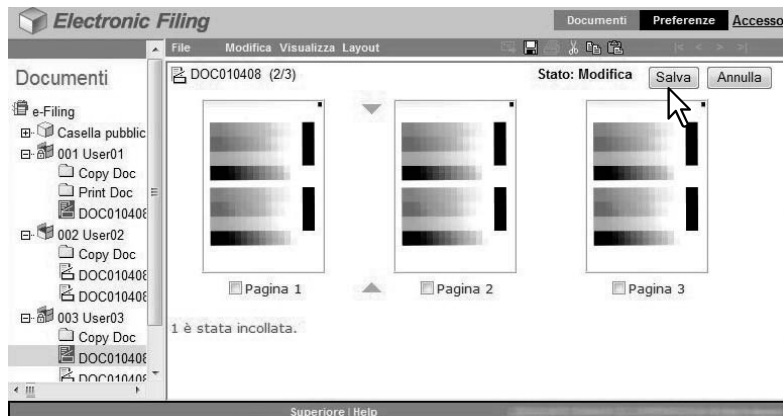 Electronic Filing
Documenti Preferenze Accesso
File Modifica Visualizza Layout
Documenti
e-Filing
Casella pubblic
001 User01
Copy Doc
Print Doc
DOC010408
002 User02
Copy Doc
DOC010408
DOC010408
003 User03
Copy Doc
DOC010408
DOC010408
DOC010408 (2/3)
Stato: Modifica Salva Annulla
Pagina 1 Pagina 2 Pagina 3
1 è stata incollata.
Superiore | Help